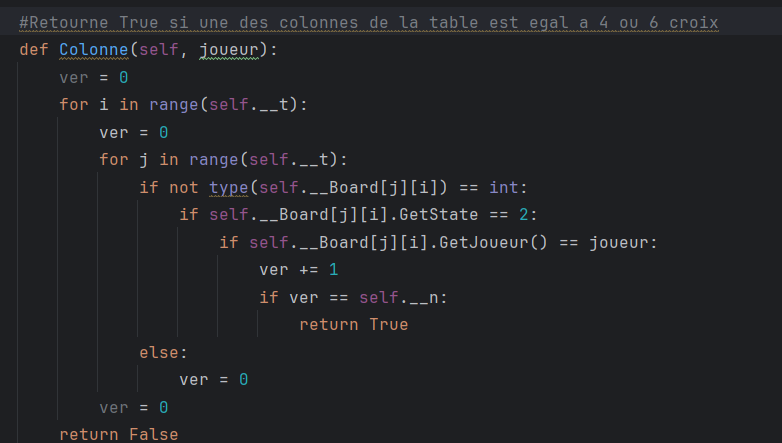 #Retourne True si une des colonnes de la table est egal a 4 ou 6 croix
def Colonne(self, joueur):
    ver = 0
    for i in range(self.__t):
        ver = 0
        for j in range(self.__t):
            if not type(self.__Board[j][i]) == int:
                if self.__Board[j][i].GetState == 2:
                    if self.__Board[j][i].GetJoueur() == joueur:
                        ver += 1
                        if ver == self.__n:
                            return True
            else:
                ver = 0
        ver = 0
    return False